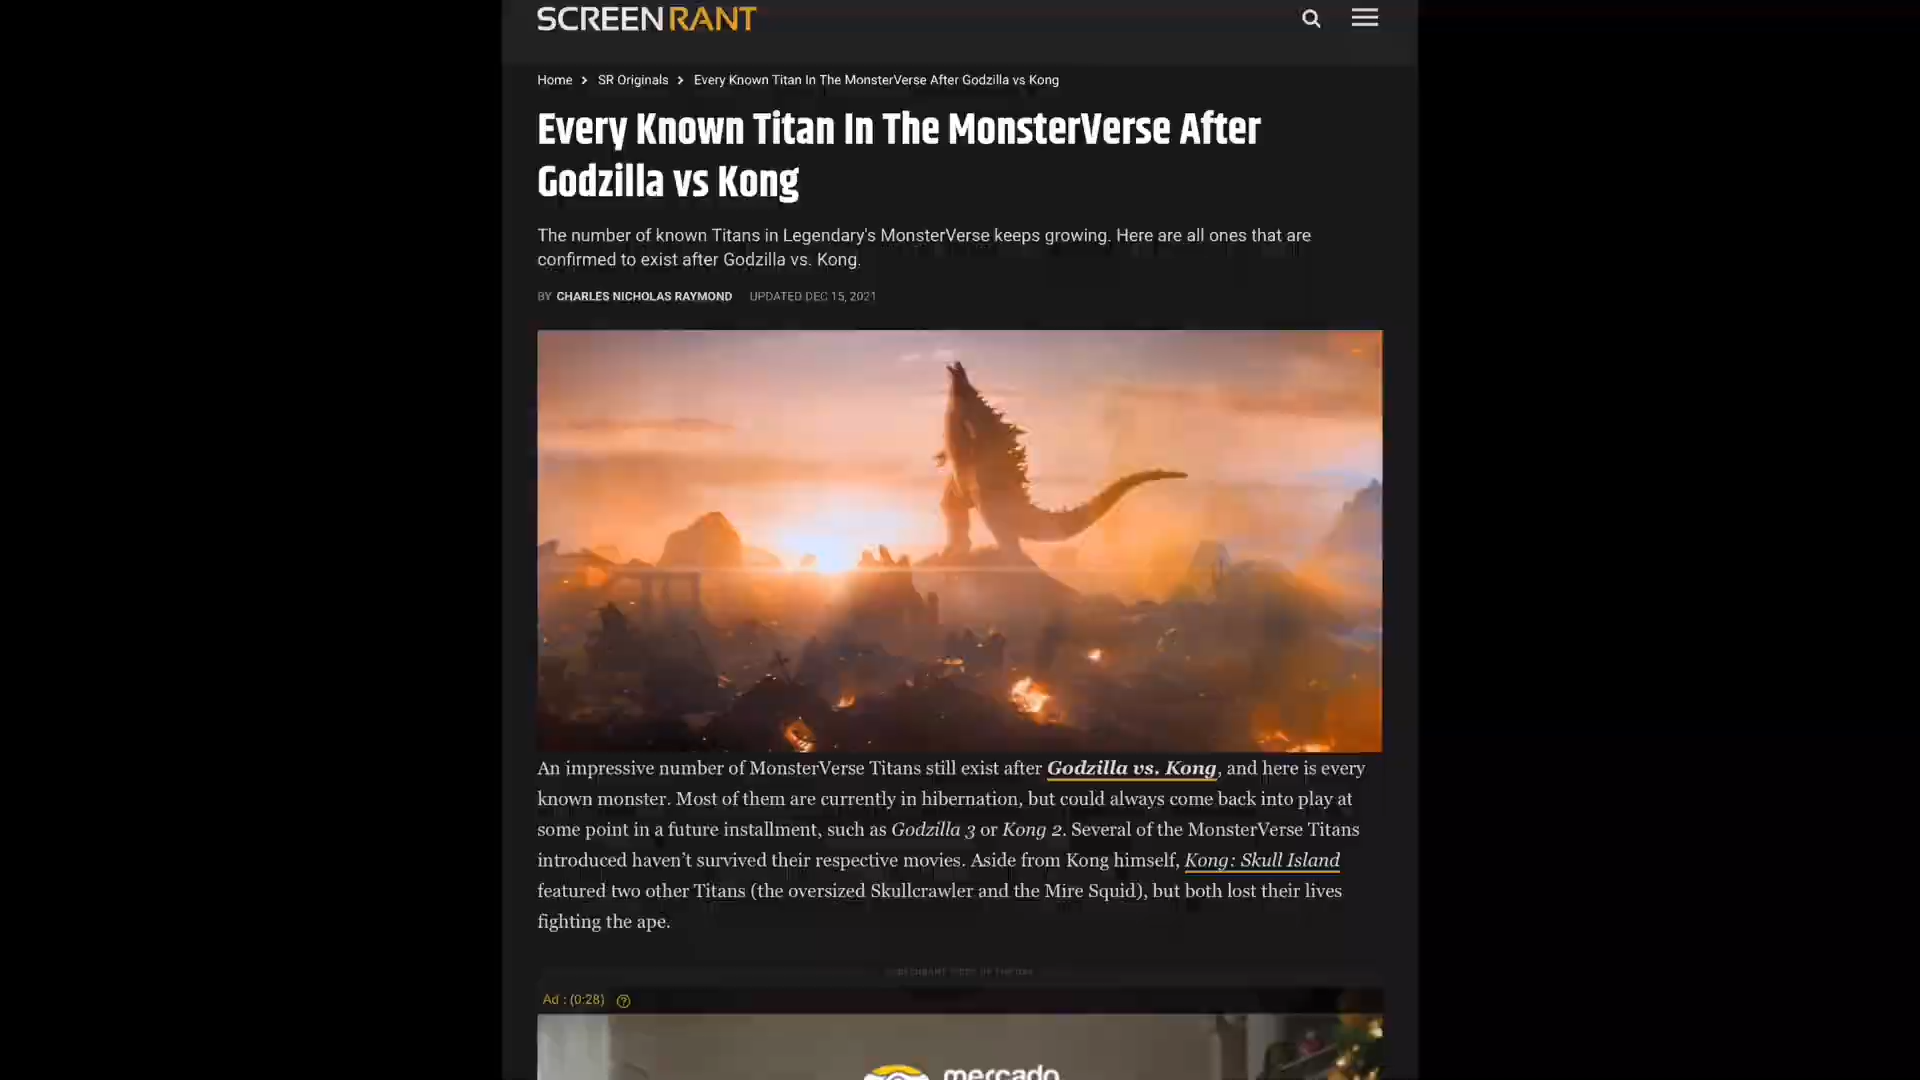 SCREENRANT
Home > SR Originals > Every Known Titan In The MonsterVerse After Godzilla vs Kong
Every Known Titan In The MonsterVerse After
Godzilla vs Kong
The number of known Titans in Legendary's MonsterVerse keeps growing. Here are all ones that are
confirmed to exist after Godzilla vs. Kong.
BY CHARLES NICHOLAS RAYMOND UPDATED DEC 15, 2021
An impressive number of MonsterVerse Titans still exist after Godzilla vs. Kong, and here is every
known monster. Most of them are currently in hibernation, but could always come back into play at
some point in a future installment, such as Godzilla 3 or Kong 2. Several of the MonsterVerse Titans
introduced haven’t survived their respective movies. Aside from Kong himself, Kong: Skull Island
featured two other Titans (the oversized Skullcrawler and the Mire Squid), but both lost their lives
fighting the ape.
Ad : (0:28)
mercado